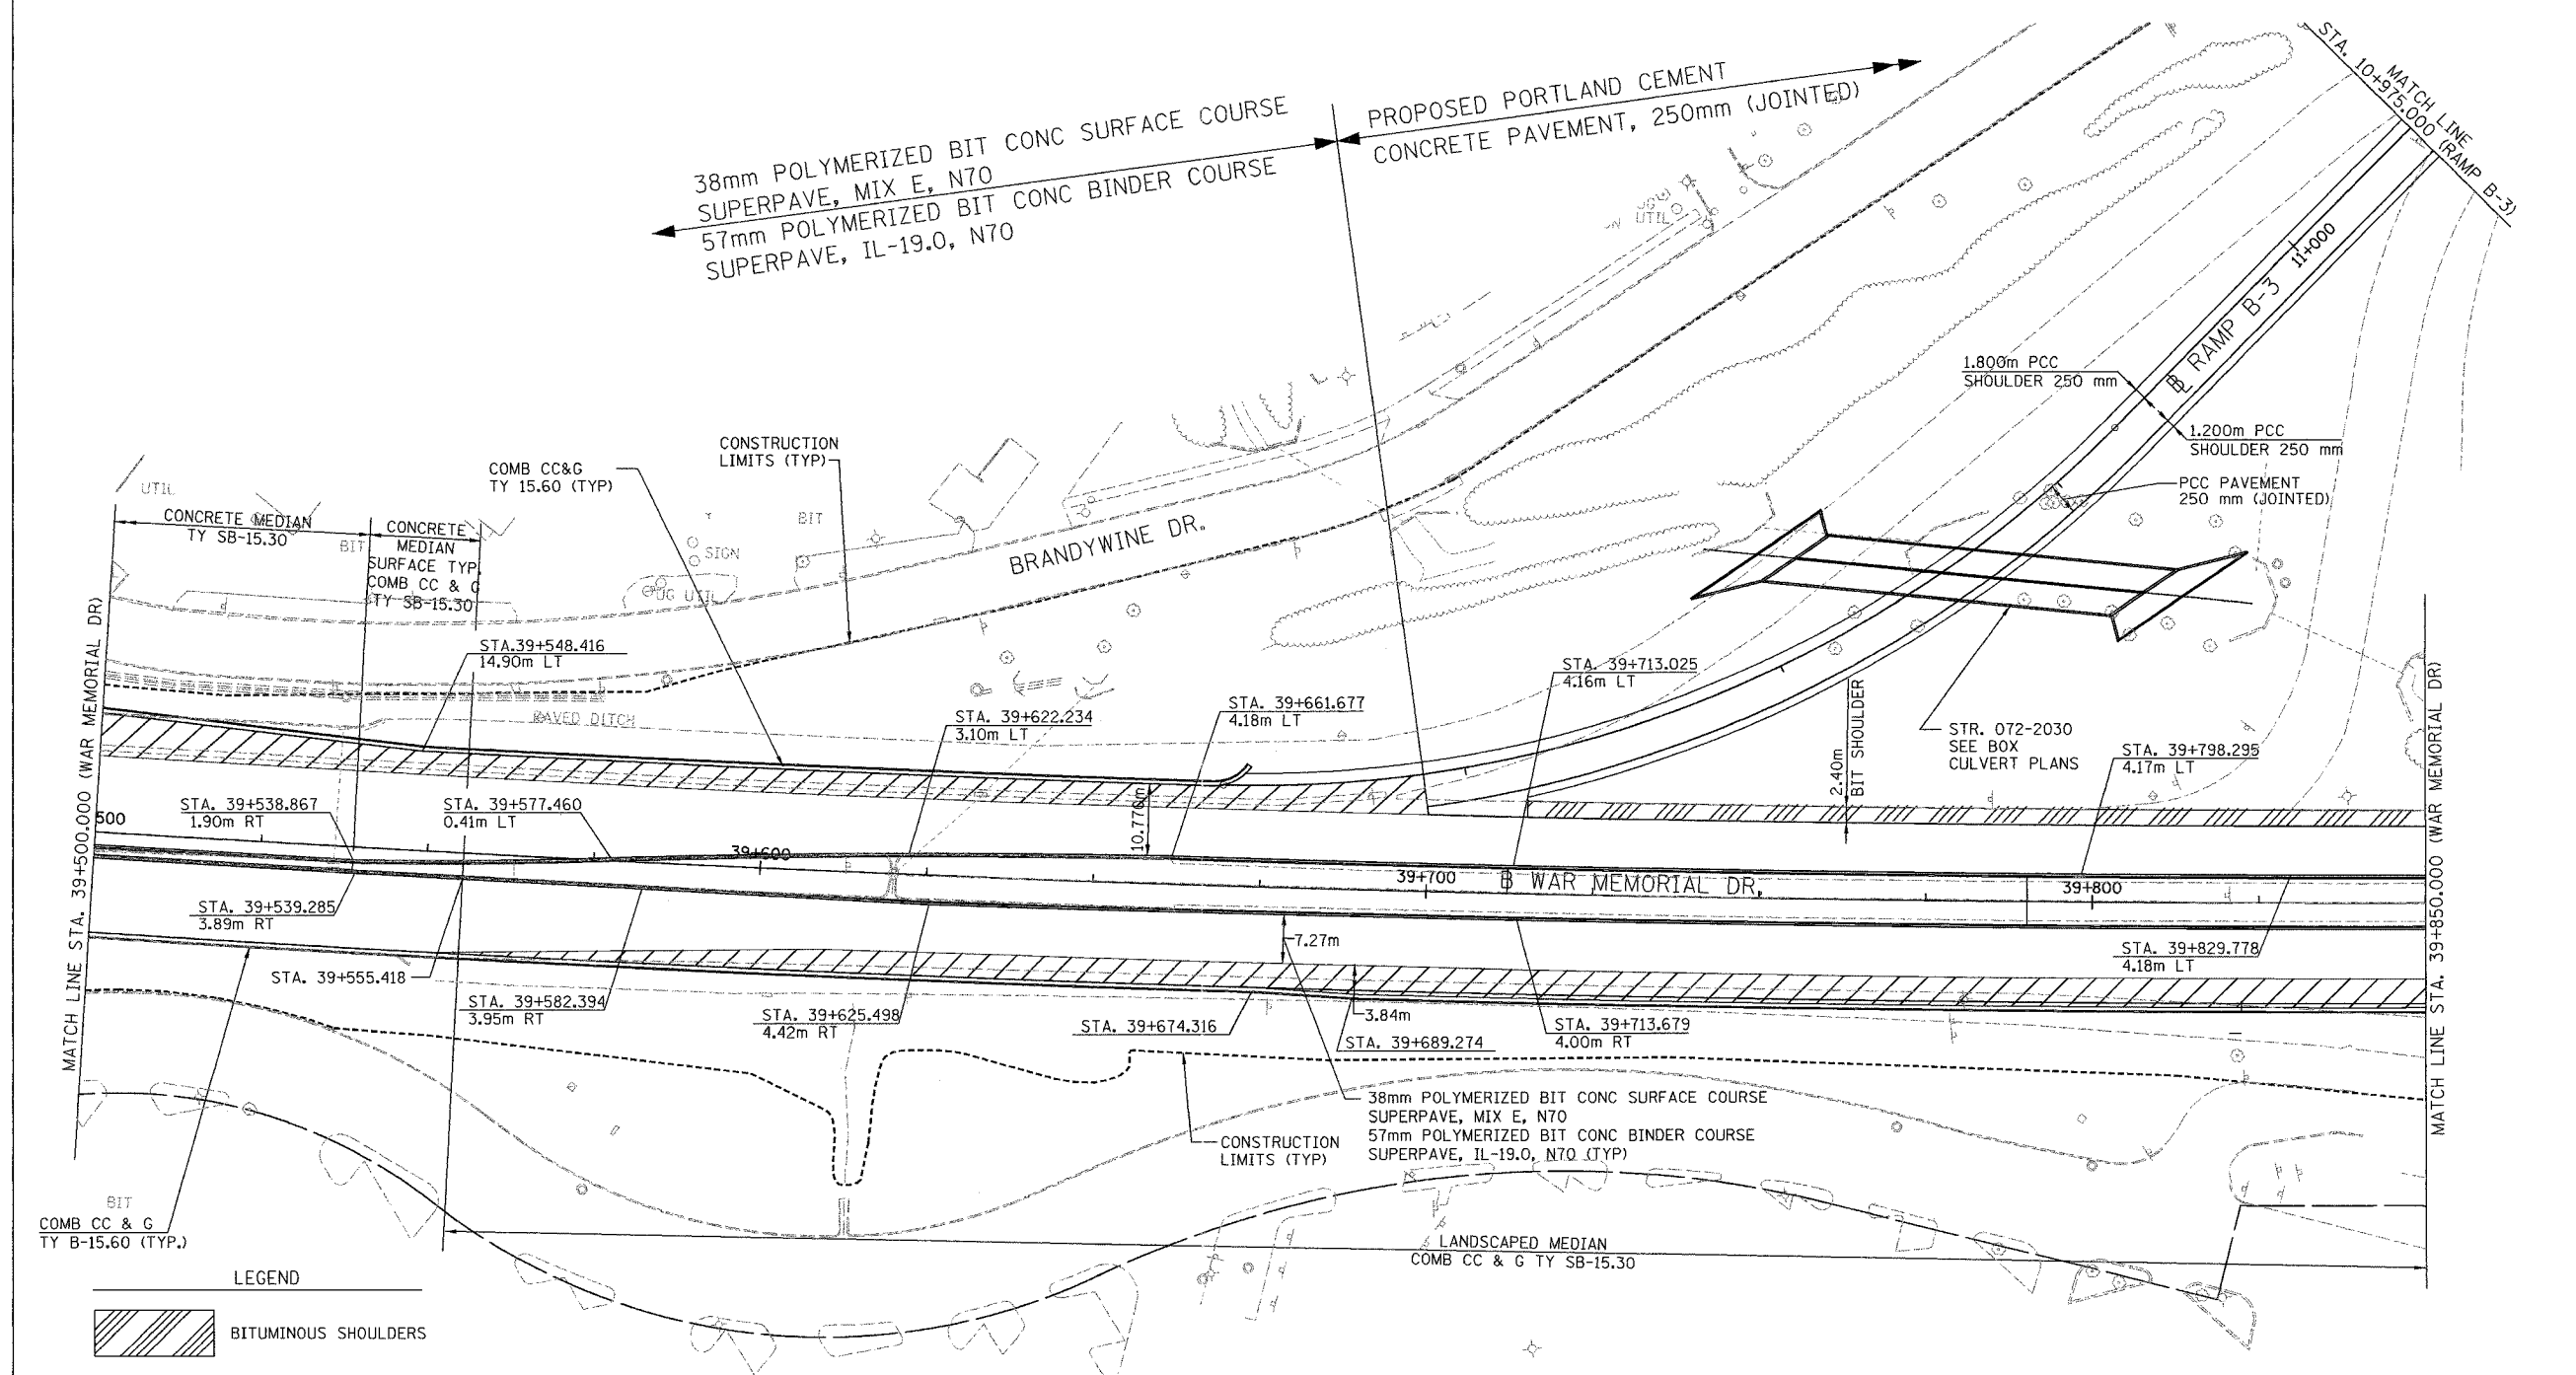 38mm POLYMERIZED BIT CONC SURFACE COURSE
SUPERPAVE, MIX E, N70
57mm POLYMERIZED BIT CONC BINDER COURSE
SUPERPAVE, IL-19.0, N70
PROPOSED PORTLAND CEMENT
CONCRETE PAVEMENT, 250mm (JOINTED)
MATCH LINE
STA. 10+975.000 (RAMP B-3)
UG
UTIL
11+000
RAMP B-3
1.800m PCC
SHOULDER 250 mm
1.200m PCC
SHOULDER 250 mm
PCC PAVEMENT
250 mm (JOINTED)
CONSTRUCTION
LIMITS (TYP)
COMB CC&G
TY 15.60 (TYP)
UTIL
CONCRETE MEDIAN
TY SB-15.30
BIT
CONCRETE
MEDIAN
SURFACE TYP
COMB CC & G
TY SB-15.30
BIT
SIGN
UG UTIL
BRANDYWINE DR.
STA.39+548.416
14.90m LT
PAVED DITCH
STA. 39+622.234
3.10m LT
STA. 39+661.677
4.18m LT
STA. 39+713.025
4.16m LT
2.40m
BIT SHOULDER
STR. 072-2030
SEE BOX
CULVERT PLANS
STA. 39+798.295
4.17m LT
STA. 39+538.867
1.90m RT
STA. 39+577.460
0.41m LT
500
39+600
39+700
WAR MEMORIAL DR.
39+800
MATCH LINE STA. 39+500.000 (WAR MEMORIAL DR)
MATCH LINE STA. 39+850.000 (WAR MEMORIAL DR)
STA. 39+539.285
3.89m RT
STA. 39+555.418
STA. 39+582.394
3.95m RT
STA. 39+625.498
4.42m RT
7.27m
STA. 39+674.316
3.84m
STA. 39+689.274
STA. 39+713.679
4.00m RT
STA. 39+829.778
4.18m LT
38mm POLYMERIZED BIT CONC SURFACE COURSE
SUPERPAVE, MIX E, N70
57mm POLYMERIZED BIT CONC BINDER COURSE
SUPERPAVE, IL-19.0, N70 (TYP)
CONSTRUCTION
LIMITS (TYP)
BIT
COMB CC & G
TY B-15.60 (TYP.)
LANDSCAPED MEDIAN
COMB CC & G TY SB-15.30
LEGEND
BITUMINOUS SHOULDERS